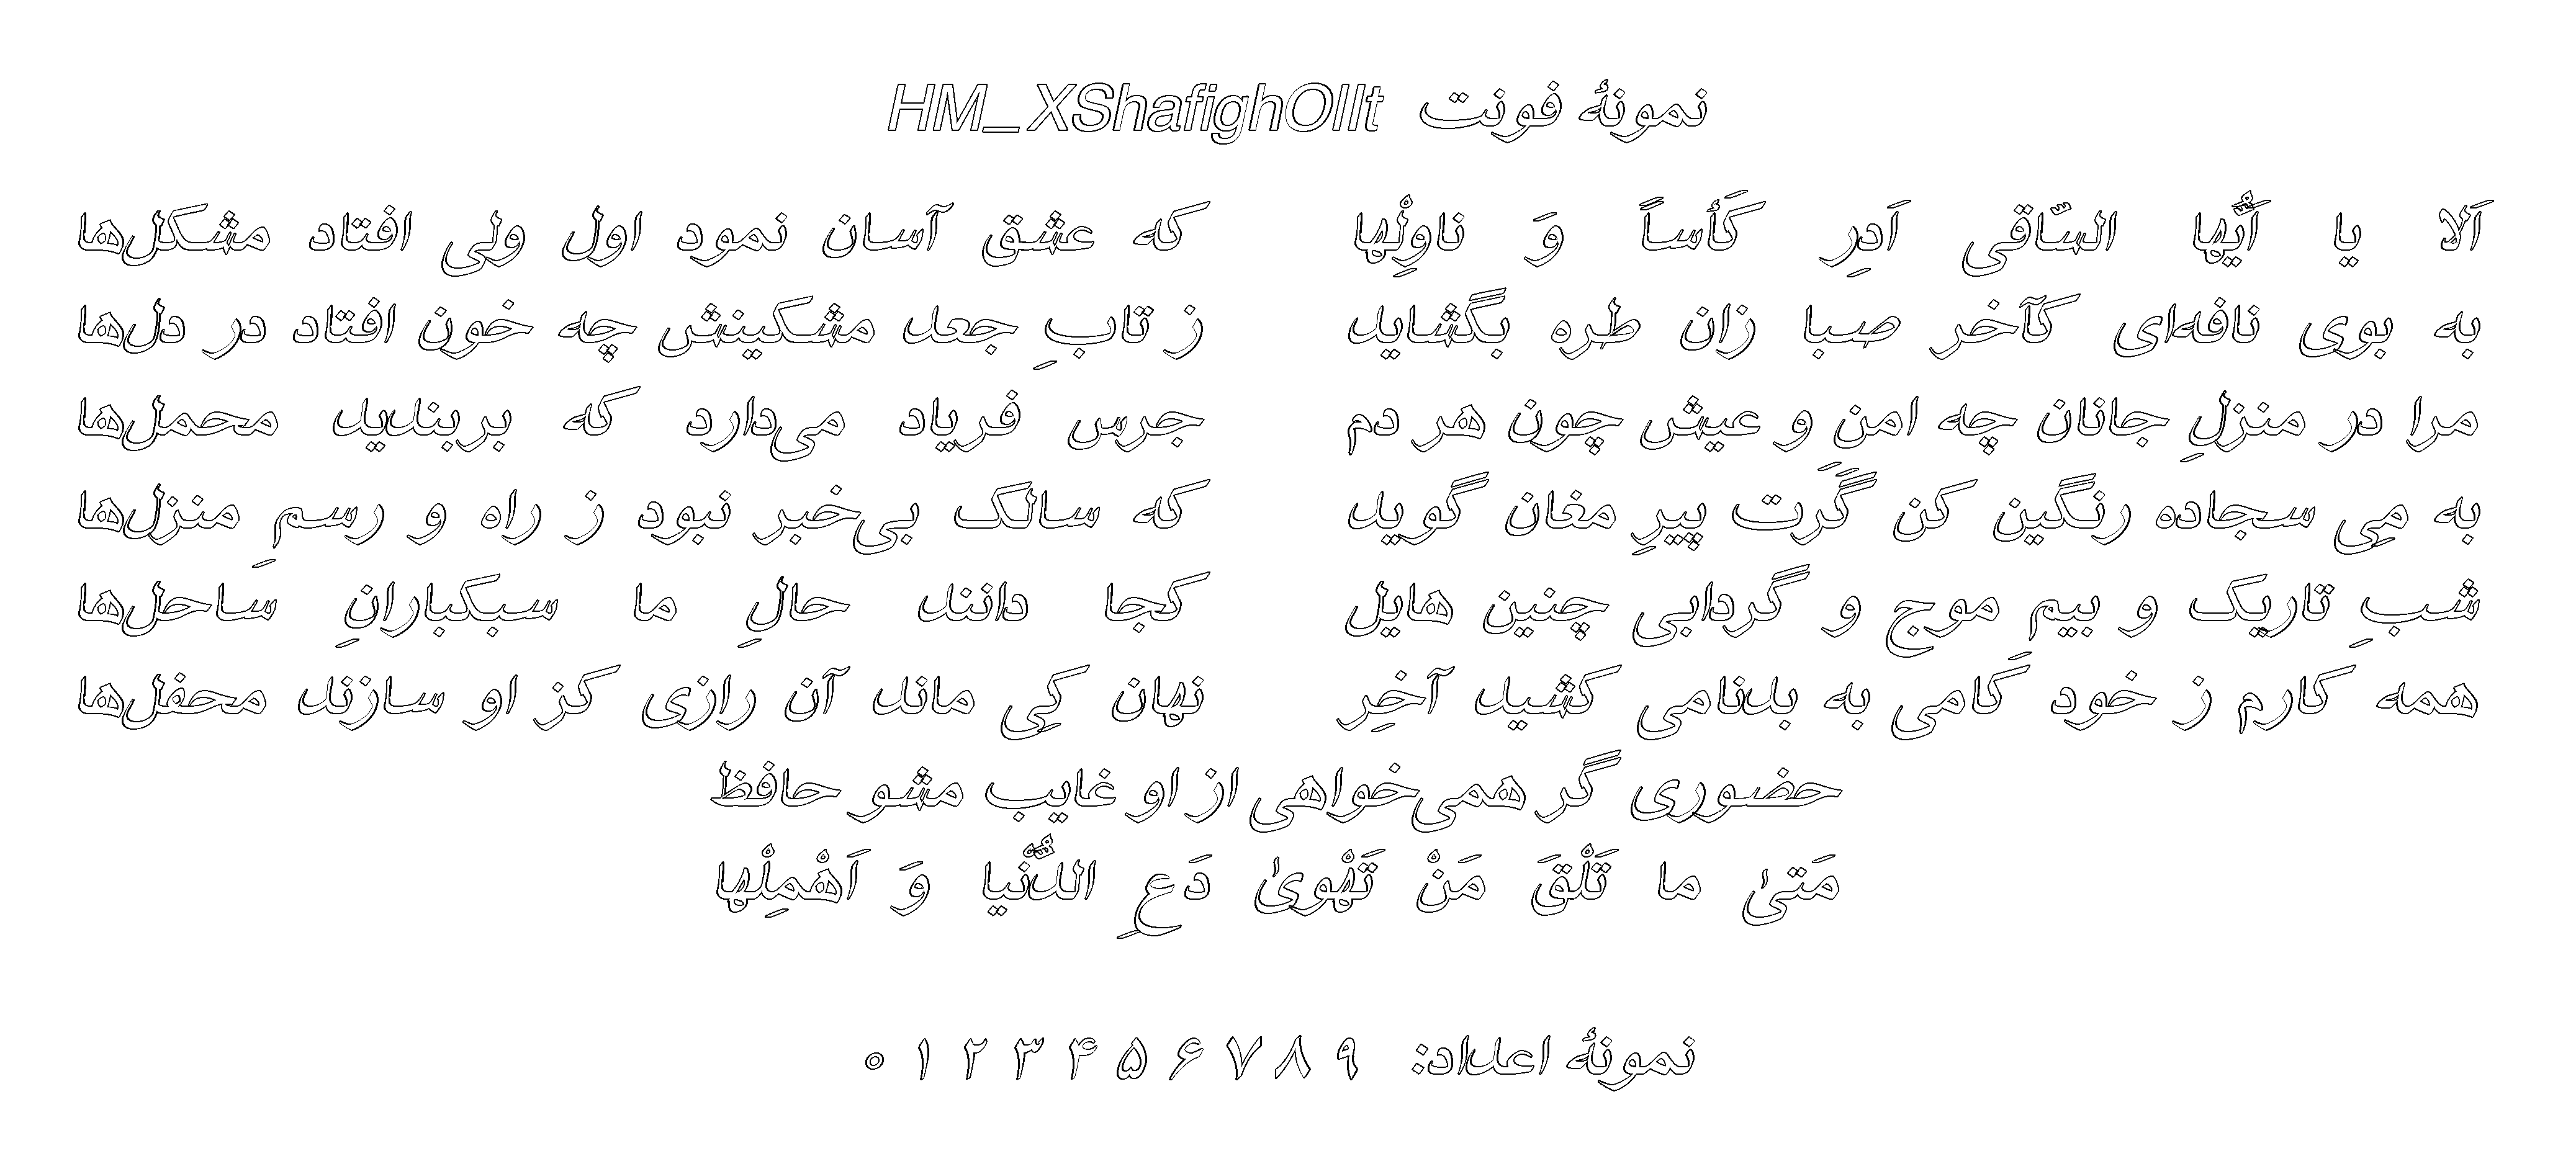 نمونهٔ فونت HM_XShafighOlIt
اَلا یا اَیُّها السّاقی اَدِر کَأساً وَ ناوِلْها که عشق آسان نمود اول ولی افتاد مشکل‌ها
به بوی نافه‌ای کآخر صبا زان طره بگشاید ز تابِ جعد مشکینش چه خون افتاد در دل‌ها
مرا در منزلِ جانان چه امنِ و عیش چون هر دم جرس فریاد می‌دارد که بربندید محمل‌ها
به مِی سجاده رنگین کن گَرَت پیرِ مغان گوید که سالک بی‌خبر نبود ز راه و رسمِ منزل‌ها
شبِ تاریک و بیمِ موج و گردابی چنین هایل کجا دانند حالِ ما سبکبارانِ ساحل‌ها
همه کارم ز خود کامی به بدنامی کشید آخِر نهان کِی ماند آن رازی کز او سازند محفل‌ها
حضوری گر همی‌خواهی از او غایب مشو حافظ
مَتیٰ ما تَلْقَ مَنْ تَهْویٰ دَعِ الدُّنْیا وَ اَهْمِلْها
نمونهٔ اعداد: ۹ ۸ ۷ ۶ ۵ ۴ ۳ ۲ ۱ ۰